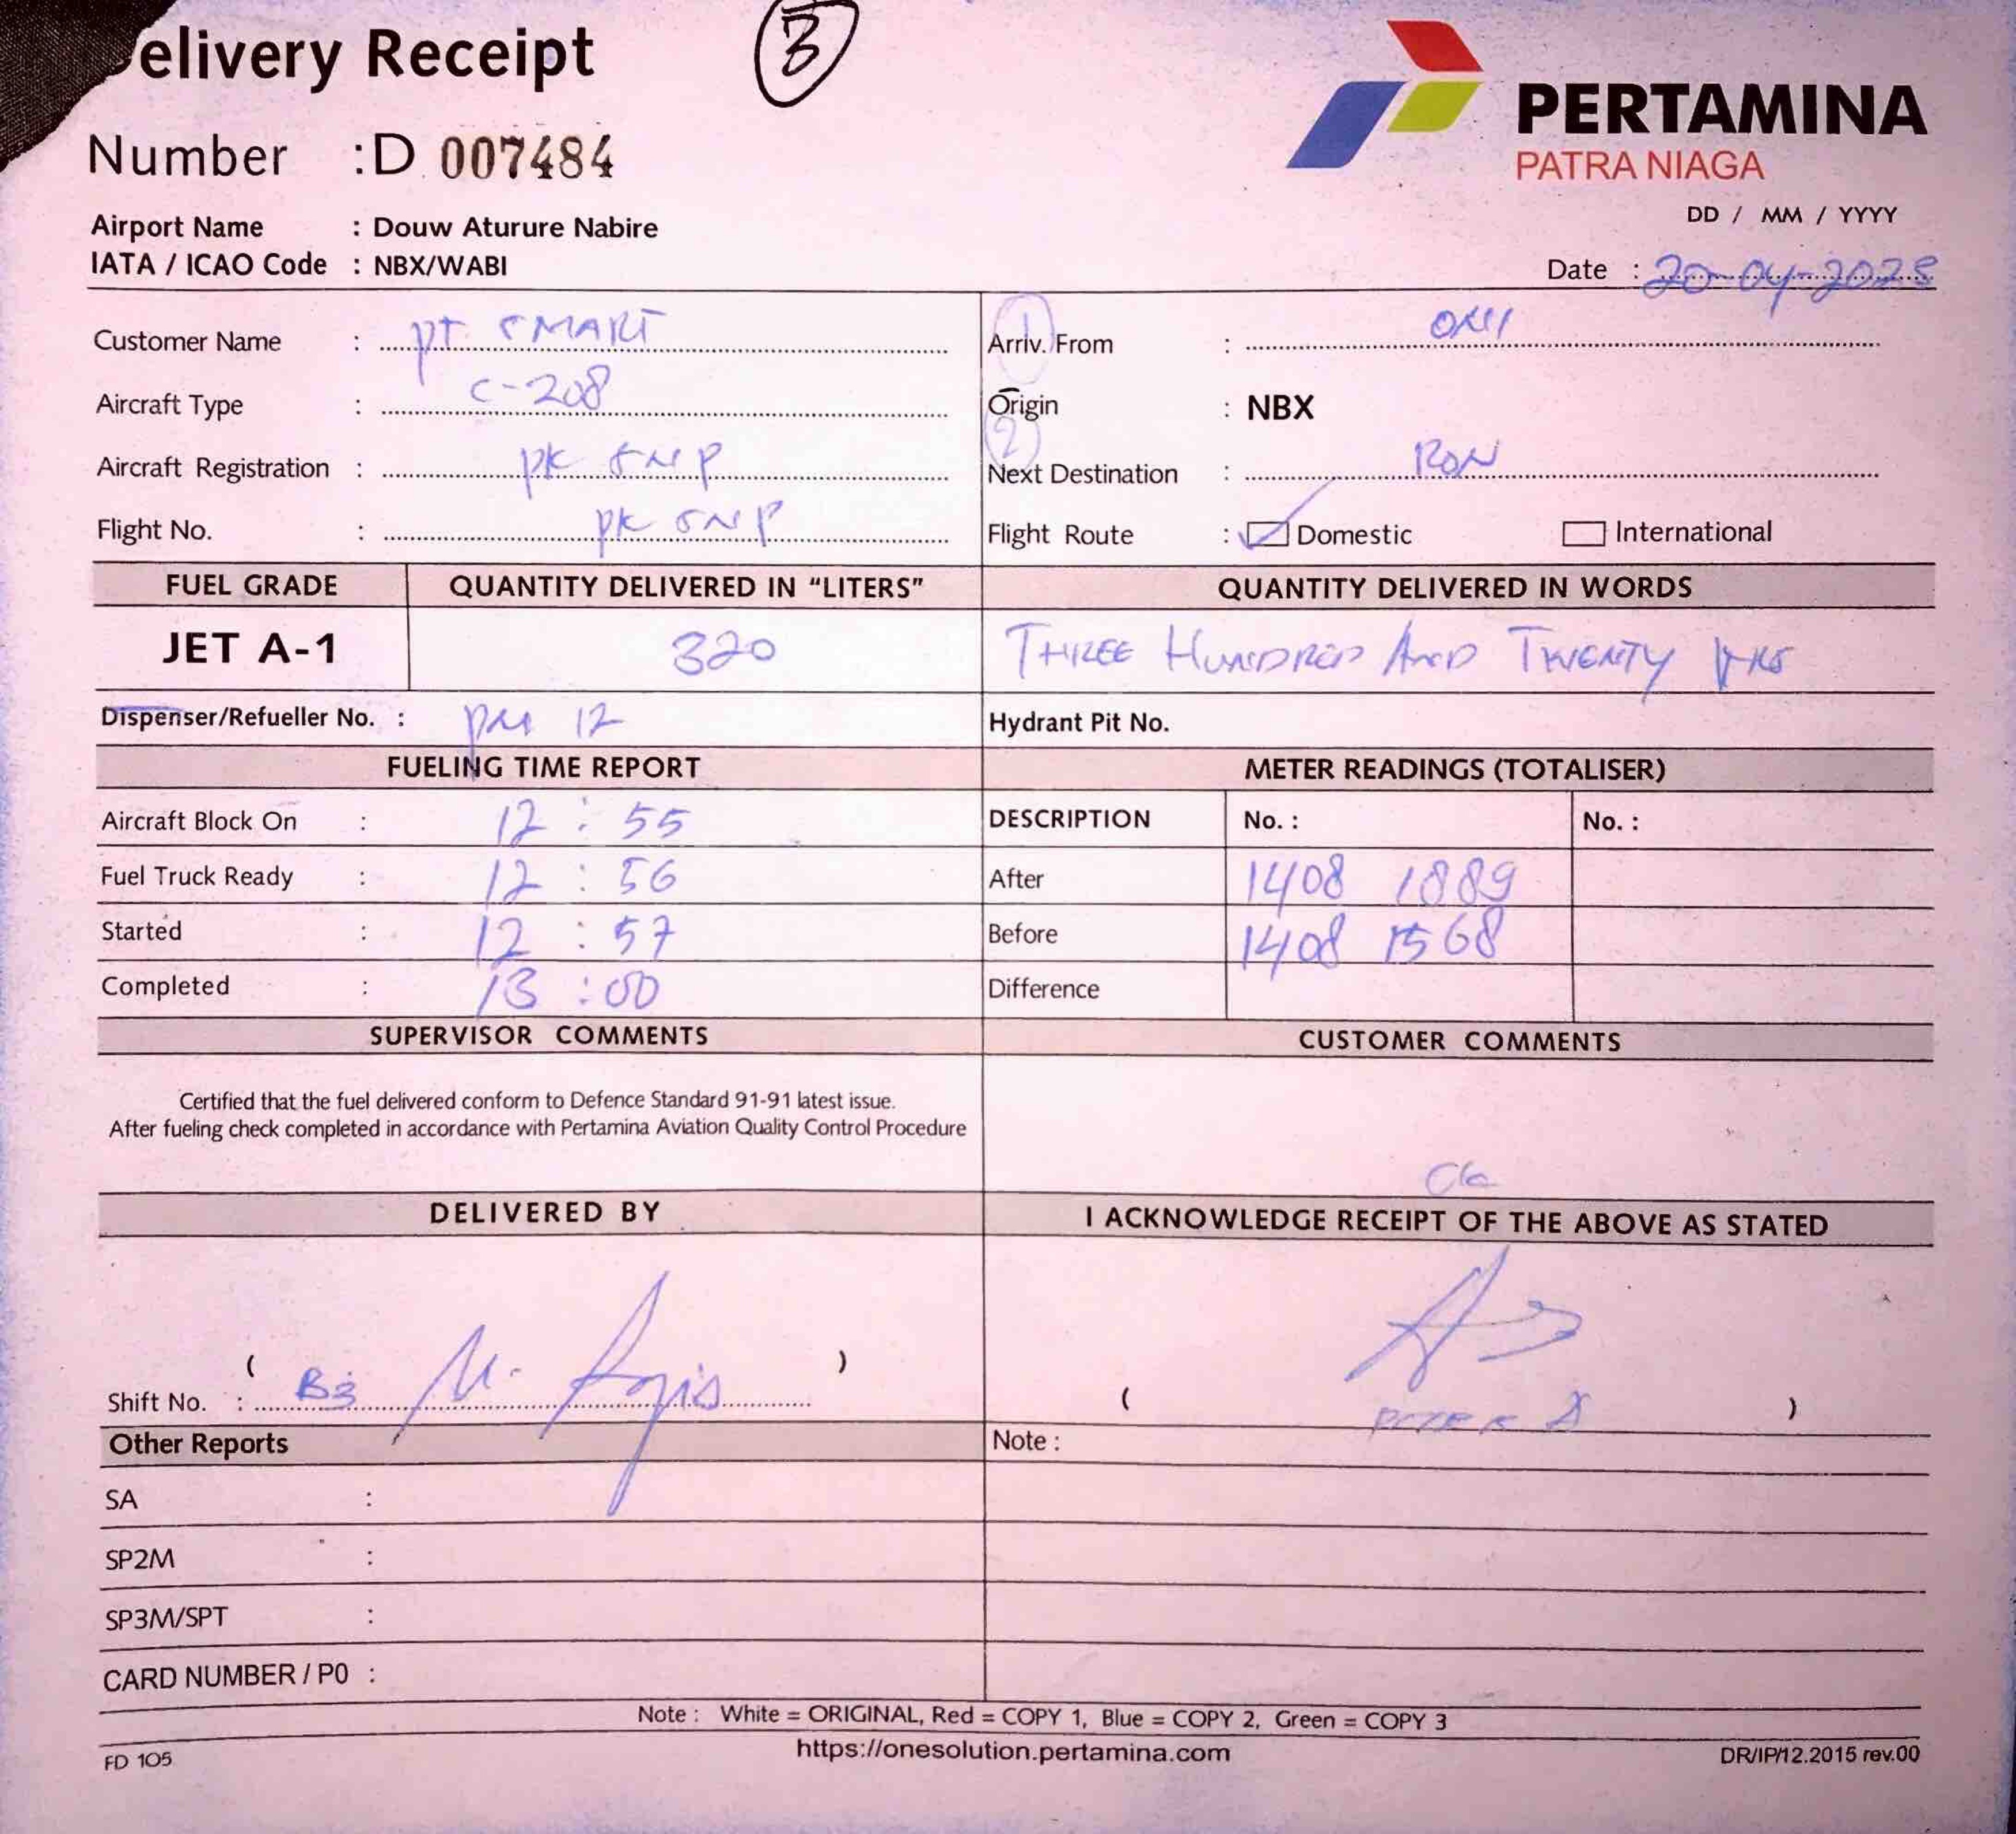 elivery Receipt
3
PERTAMINA
PATRA NIAGA
Number : D 007484
DD / MM / YYYY
Airport Name : Douw Aturure Nabire
IATA / ICAO Code : NBX/WABI
Date : 20-04-2028
Customer Name : PT. SMART
Arriv. From :
1
Aircraft Type : C-208
Origin : NBX
2
Aircraft Registration : PK SNP
Next Destination : RON
Flight No. : PK SNP
Flight Route : Domestic International
FUEL GRADE QUANTITY DELIVERED IN "LITERS" QUANTITY DELIVERED IN WORDS
JET A-1 320 THREE HUNDRED AND TWENTY
Dispenser/Refueller No. : 12
Hydrant Pit No.
FUELING TIME REPORT METER READINGS (TOTALISER)
Aircraft Block On : 12 : 55
DESCRIPTION No. : No. :
Fuel Truck Ready : 12 : 56
After 1408 1889
Started : 12 : 57
Before 1408 1568
Completed : 13 : 00
Difference
SUPERVISOR COMMENTS CUSTOMER COMMENTS
Certified that the fuel delivered conform to Defence Standard 91-91 latest issue.
After fueling check completed in accordance with Pertamina Aviation Quality Control Procedure
DELIVERED BY I ACKNOWLEDGE RECEIPT OF THE ABOVE AS STATED
( )
Shift No. : B3
( )
Other Reports Note :
SA :
SP2M :
SP3M/SPT :
CARD NUMBER / P0 :
Note : White = ORIGINAL, Red = COPY 1, Blue = COPY 2, Green = COPY 3
FD 105 https://onesolution.pertamina.com DR/IP/12.2015 rev.00